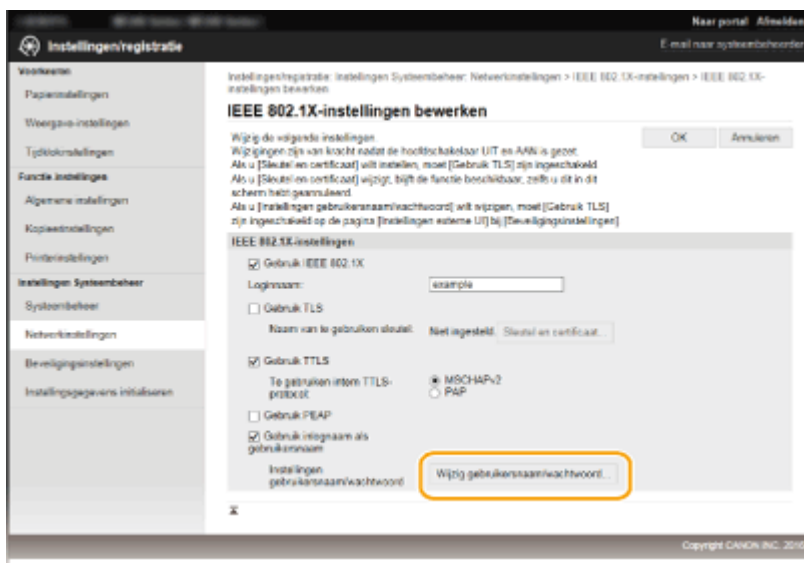 Naar portal Afmelden
Instellingen/registratie
E-mail naar systeembeheerder
Voorkeuren
Papierinstellingen
Weergave-instellingen
Tijdklokinstellingen
Functie-instellingen
Algemene instellingen
Kopieerinstellingen
Printerinstellingen
Instellingen Systeembeheer
Systeembeheer
Netwerkinstellingen
Beveiligingsinstellingen
Instellingsgegevens initialiseren
Instellingen/registratie: Instellingen Systeembeheer: Netwerkinstellingen > IEEE 802.1X-instellingen > IEEE 802.1X-
instellingen bewerken
IEEE 802.1X-instellingen bewerken
OK Annuleren
Wijzig de volgende instellingen.
Wijzigingen zijn van kracht nadat de hoofdschakelaar UIT en AAN is gezet.
Als u [Sleutel en certificaat] wilt instellen, moet [Gebruik TLS] zijn ingeschakeld.
Als u [Sleutel en certificaat] wijzigt, blijft de functie beschikbaar, zelfs u dit in dit
scherm hebt geannuleerd.
Als u [Instellingen gebruikersnaam/wachtwoord] wilt wijzigen, moet [Gebruik TLS]
zijn ingeschakeld op de pagina [Instellingen externe UI] bij [Beveiligingsinstellingen]
IEEE 802.1X-instellingen
Gebruik IEEE 802.1X
Loginnaam: example
Gebruik TLS
Naam van te gebruiken sleutel: Niet ingesteld. Sleutel en certificaat...
Gebruik TTLS
Te gebruiken intern TTLS-
protocol: MSCHAPv2
PAP
Gebruik PEAP
Gebruik inlognaam als
gebruikersnaam
Instellingen
gebruikersnaam/wachtwoord Wijzig gebruikersnaam/wachtwoord...
Copyright CANON INC. 2016